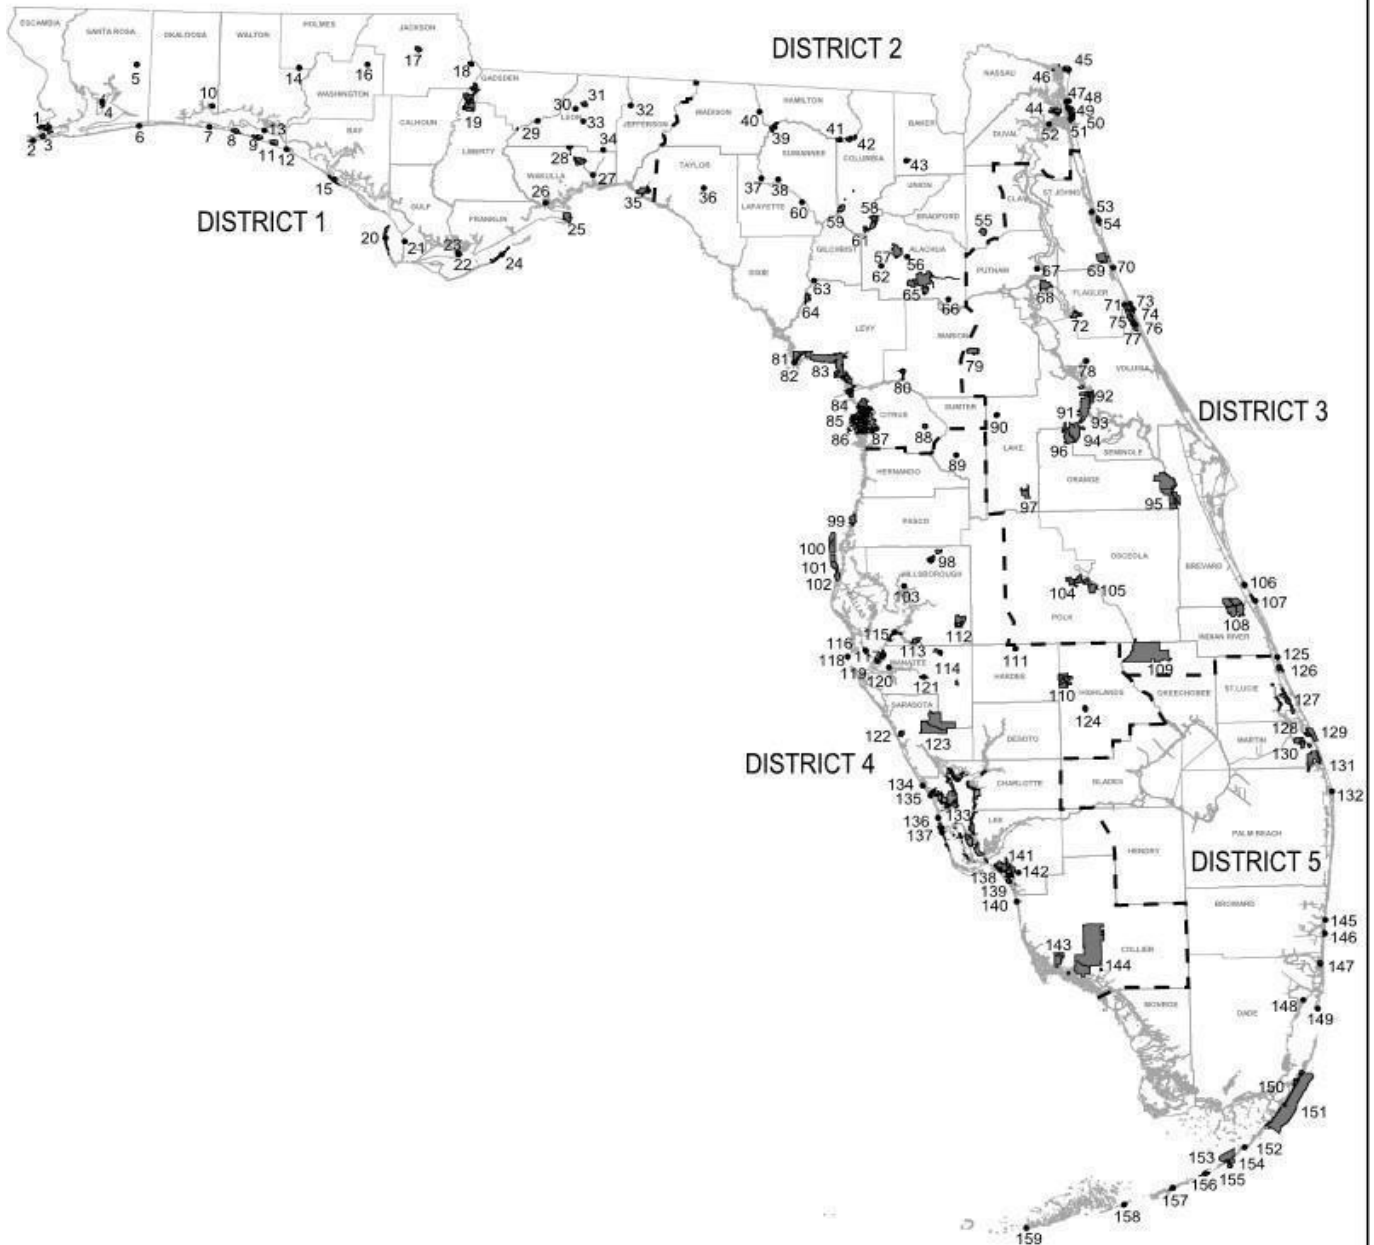 DISTRICT 2
ESCAMBIA
SANTA ROSA
OKALOOSA
WALTON
HOLMES
JACKSON
WASHINGTON
BAY
CALHOUN
GULF
GADSDEN
LIBERTY
FRANKLIN
LEON
WAKULLA
JEFFERSON
MADISON
TAYLOR
HAMILTON
SUWANNEE
LAFAYETTE
DIXIE
COLUMBIA
BAKER
UNION
BRADFORD
GILCHRIST
ALACHUA
LEVY
MARION
NASSAU
DUVAL
CLAY
ST JOHNS
PUTNAM
FLAGLER
VOLUSIA
1
2
3
4
5
6
7
8
9
10
11
12
13
14
15
16
17
18
19
20
21
22
23
24
25
26
27
28
29
30
31
32
33
34
35
36
37
38
39
40
41
42
43
44
45
46
47
48
49
50
51
52
53
54
55
56
57
58
59
60
61
62
63
64
65
66
67
68
69
70
71
72
73
74
75
76
77
78
79
80
81
82
83
84
85
86
87
88
89
90
91
92
93
94
95
96
97
DISTRICT 1
DISTRICT 3
CITRUS
SUMTER
LAKE
SEMINOLE
ORANGE
HERNANDO
PASCO
OSCEOLA
BREVARD
HILLSBOROUGH
POLK
INDIAN RIVER
MANATEE
HARDEE
HIGHLANDS
OKEECHOBEE
ST LUCIE
SARASOTA
DESOTO
MARTIN
CHARLOTTE
GLADES
LEE
HENDRY
PALM BEACH
BROWARD
COLLIER
MONROE
DADE
98
99
100
101
102
103
104
105
106
107
108
109
110
111
112
113
114
115
116
11
118
119
120
121
122
123
124
125
126
127
128
129
130
131
132
133
134
135
136
137
138
139
140
141
142
143
144
145
146
147
148
149
150
151
152
153
154
155
156
157
158
159
DISTRICT 4
DISTRICT 5